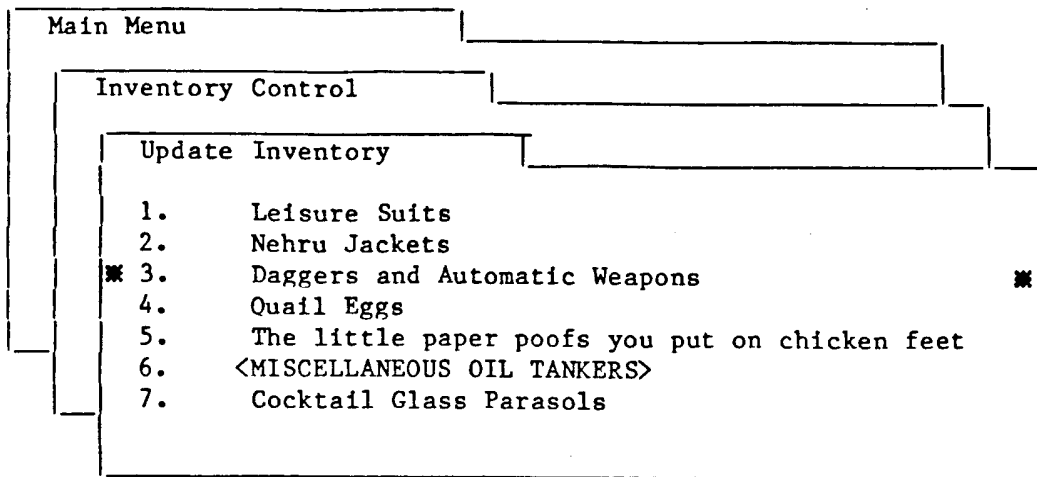 Main Menu
Inventory Control
Update Inventory
1. Leisure Suits
2. Nehru Jackets
※ 3. Daggers and Automatic Weapons ※
4. Quail Eggs
5. The little paper poofs you put on chicken feet
6. <MISCELLANEOUS OIL TANKERS>
7. Cocktail Glass Parasols